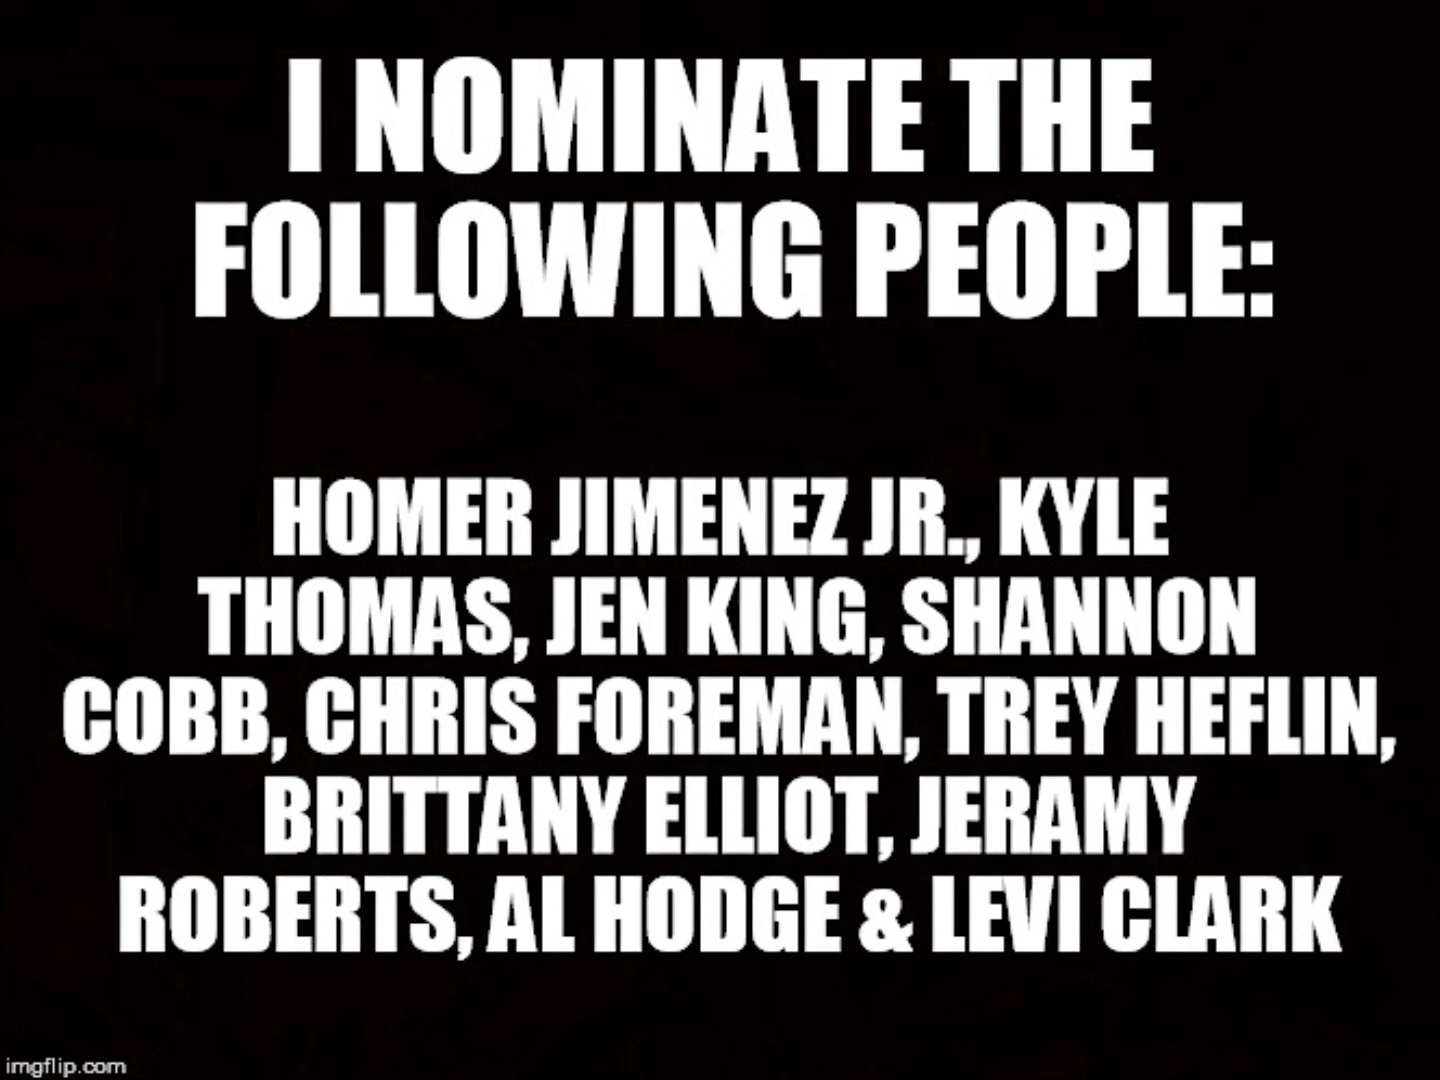 I NOMINATE THE
FOLLOWING PEOPLE:
HOMER JIMENEZ JR., KYLE
THOMAS, JEN KING, SHANNON
COBB, CHRIS FOREMAN, TREY HEFLIN,
BRITTANY ELLIOT, JERAMY
ROBERTS, AL HODGE & LEVI CLARK
imgflip.com